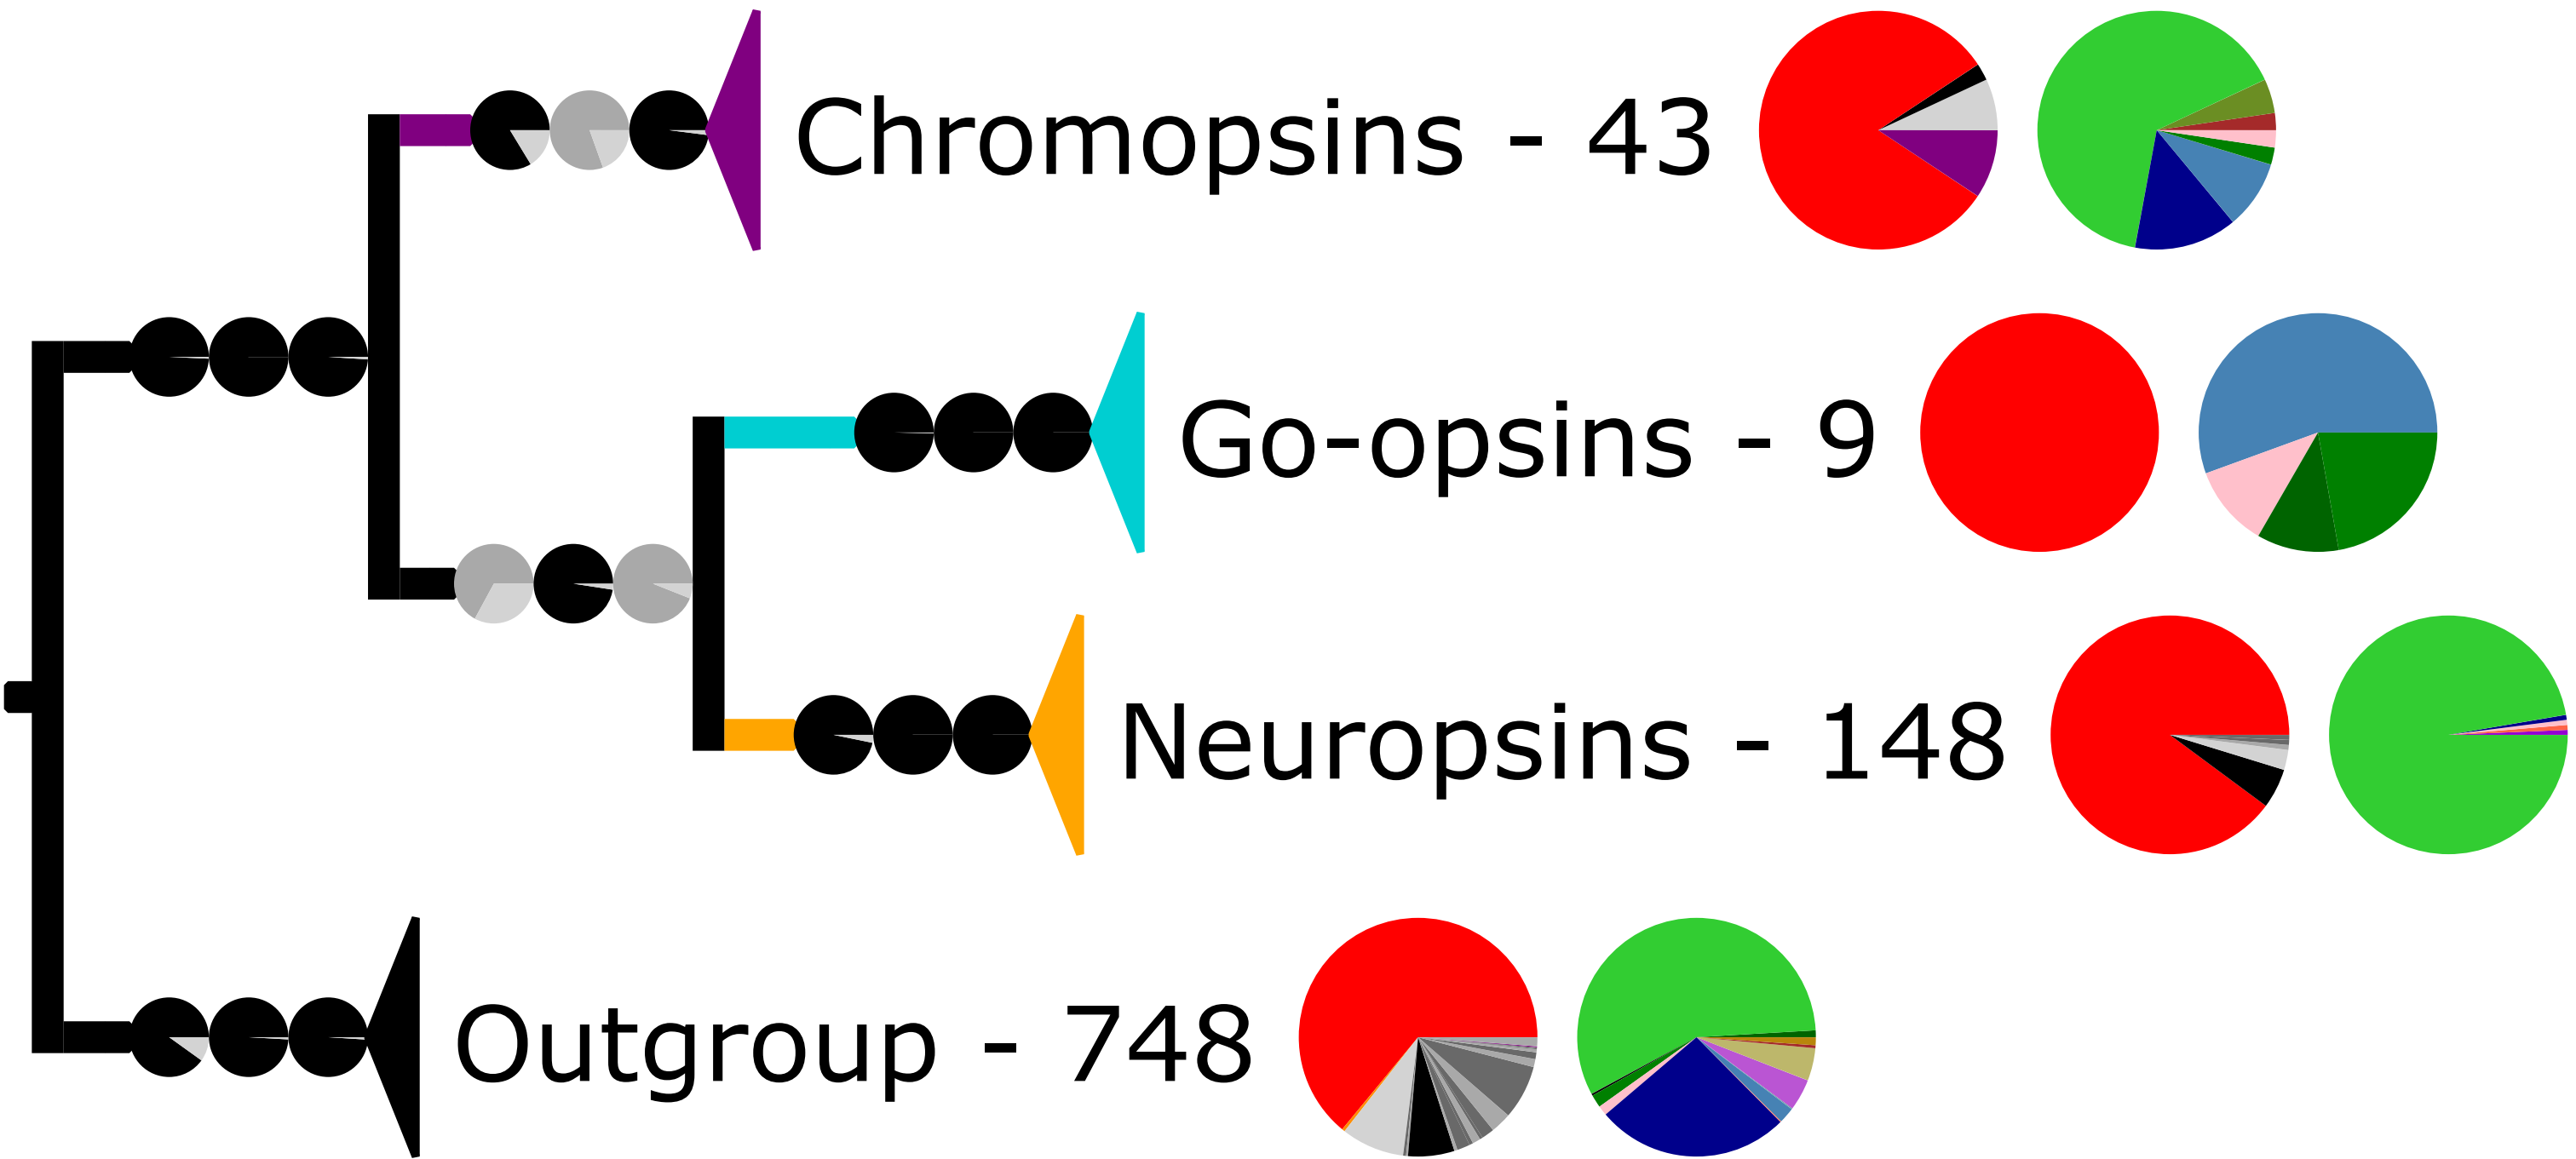 Chromopsins - 43
Go-opsins - 9
Neuropsins - 148
Outgroup - 748